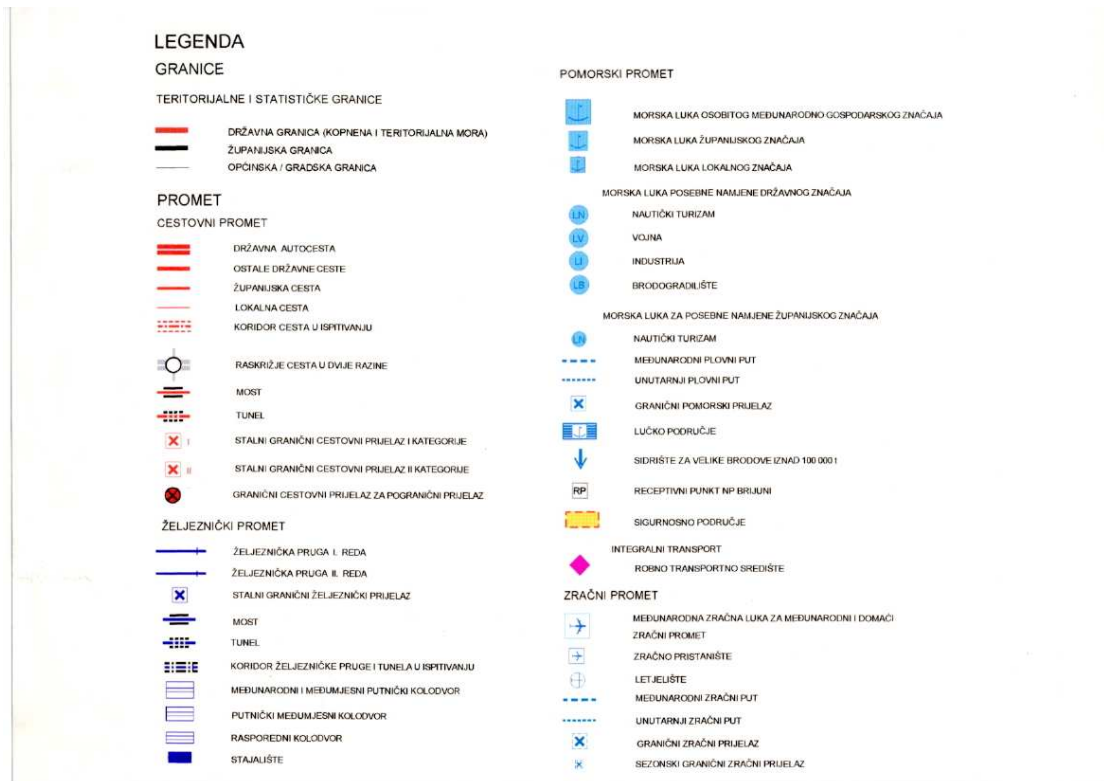 LEGENDA
GRANICE
TERITORIJALNE I STATISTIČKE GRANICE
DRŽAVNA GRANICA (KOPNENA I TERITORIJALNA MORA)
ŽUPANIJSKA GRANICA
OPĆINSKA / GRADSKA GRANICA
PROMET
CESTOVNI PROMET
DRŽAVNA AUTOCESTA
OSTALE DRŽAVNE CESTE
ŽUPANIJSKA CESTA
LOKALNA CESTA
KORIDOR CESTA U ISPITIVANJU
RASKRIŽJE CESTA U DVIJE RAZINE
MOST
TUNEL
I STALNI GRANIČNI CESTOVNI PRIJELAZ I KATEGORIJE
II STALNI GRANIČNI CESTOVNI PRIJELAZ II KATEGORIJE
GRANIČNI CESTOVNI PRIJELAZ ZA POGRANIČNI PRIJELAZ
ŽELJEZNIČKI PROMET
ŽELJEZNIČKA PRUGA I. REDA
ŽELJEZNIČKA PRUGA II. REDA
STALNI GRANIČNI ŽELJEZNIČKI PRIJELAZ
MOST
TUNEL
KORIDOR ŽELJEZNIČKE PRUGE I TUNELA U ISPITIVANJU
MEĐUNARODNI I MEĐUMJESNI PUTNIČKI KOLODVOR
PUTNIČKI MEĐUMJESNI KOLODVOR
RASPOREDNI KOLODVOR
STAJALIŠTE
POMORSKI PROMET
MORSKA LUKA OSOBITOG MEĐUNARODNO GOSPODARSKOG ZNAČAJA
MORSKA LUKA ŽUPANIJSKOG ZNAČAJA
MORSKA LUKA LOKALNOG ZNAČAJA
MORSKA LUKA POSEBNE NAMJENE DRŽAVNOG ZNAČAJA
LN NAUTIČKI TURIZAM
LV VOJNA
LI INDUSTRIJA
LB BRODOGRADILIŠTE
MORSKA LUKA ZA POSEBNE NAMJENE ŽUPANIJSKOG ZNAČAJA
LN NAUTIČKI TURIZAM
MEĐUNARODNI PLOVNI PUT
UNUTARNJI PLOVNI PUT
GRANIČNI POMORSKI PRIJELAZ
LUČKO PODRUČJE
SIDRIŠTE ZA VELIKE BRODOVE IZNAD 100 000 t
RP RECEPTIVNI PUNKT NP BRIJUNI
SIGURNOSNO PODRUČJE
INTEGRALNI TRANSPORT
ROBNO TRANSPORTNO SREDIŠTE
ZRAČNI PROMET
MEĐUNARODNA ZRAČNA LUKA ZA MEĐUNARODNI I DOMAĆI
ZRAČNI PROMET
ZRAČNO PRISTANIŠTE
LETJELIŠTE
MEĐUNARODNI ZRAČNI PUT
UNUTARNJI ZRAČNI PUT
GRANIČNI ZRAČNI PRIJELAZ
SEZONSKI GRANIČNI ZRAČNI PRIJELAZ